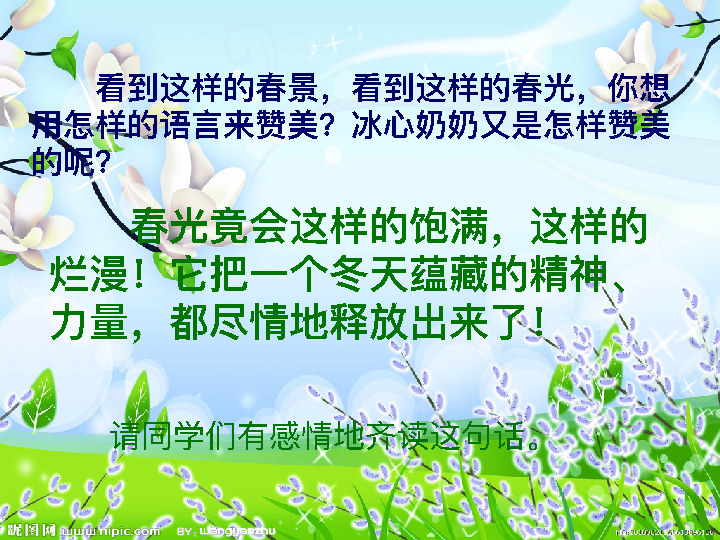 看到这样的春景，看到这样的春光，你想
用怎样的语言来赞美？冰心奶奶又是怎样赞美
的呢？
春光竟会这样的饱满，这样的
烂漫！它把一个冬天蕴藏的精神、
力量，都尽情地释放出来了！
请同学们有感情地齐读这句话。
昵图网 www.nipic.com BY: wangyanzhu